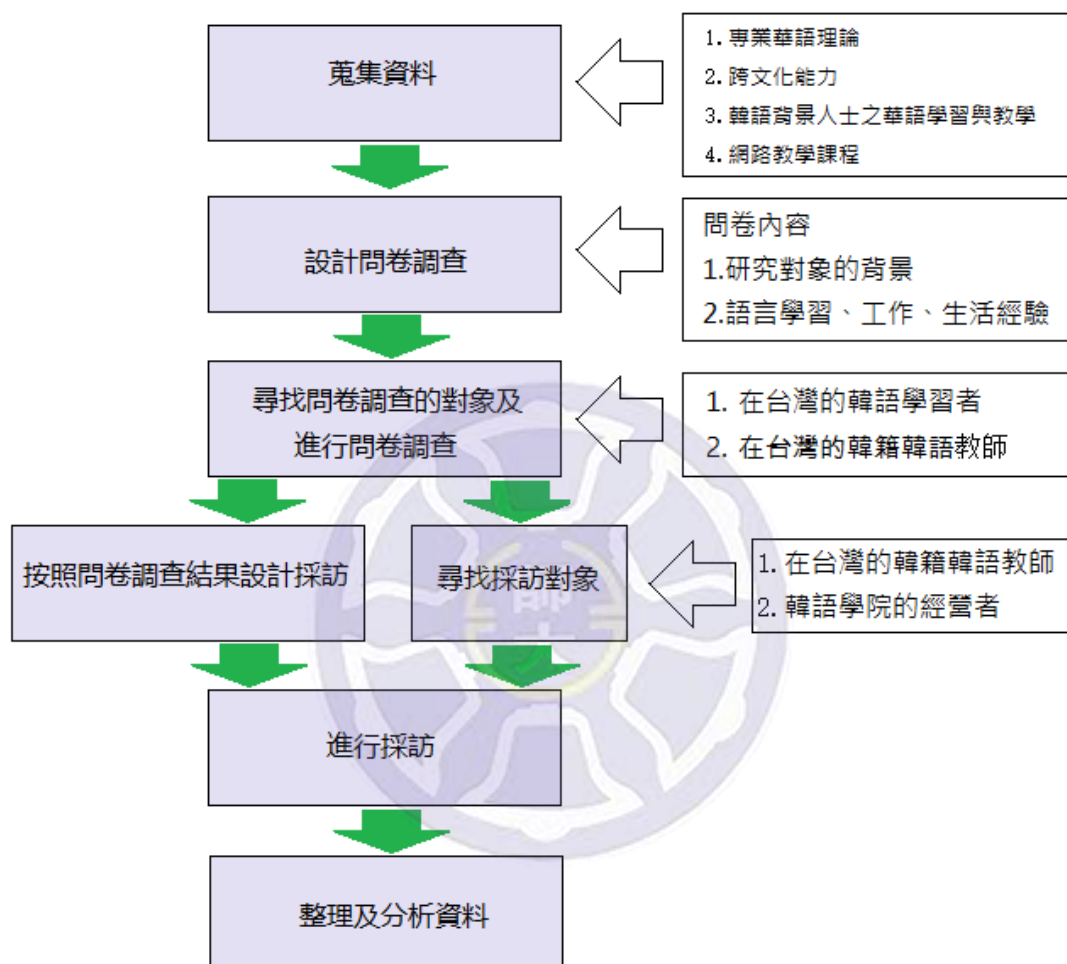 蒐集資料
1. 專業華語理論
2. 跨文化能力
3. 韓語背景人士之華語學習與教學
4. 網路教學課程
設計問卷調查
問卷內容
1.研究對象的背景
2.語言學習、工作、生活經驗
尋找問卷調查的對象及
進行問卷調查
1. 在台灣的韓語學習者
2. 在台灣的韓籍韓語教師
按照問卷調查結果設計採訪
尋找採訪對象
1. 在台灣的韓籍韓語教師
2. 韓語學院的經營者
師大
進行採訪
整理及分析資料